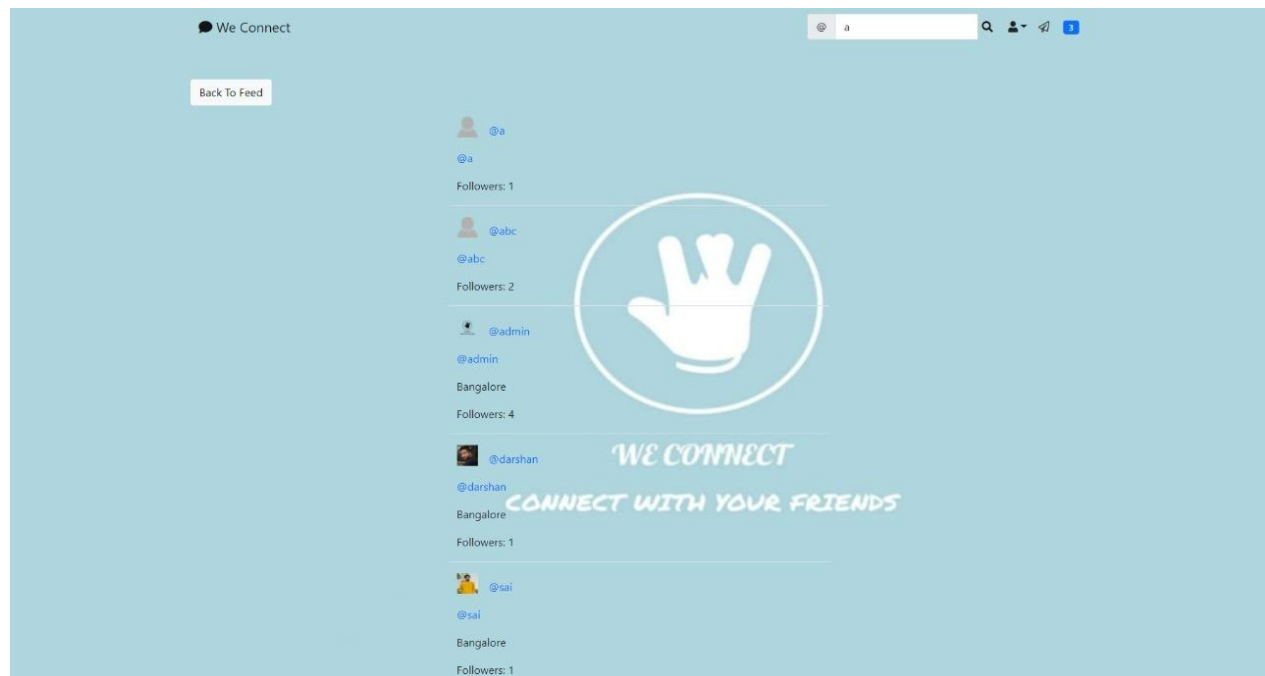 We Connect
@ a
3
Back To Feed
@a
@a
Followers: 1
@abc
@abc
Followers: 2
@admin
@admin
Bangalore
Followers: 4
@darshan
WE CONNECT
@darshan
CONNECT WITH YOUR FRIENDS
Bangalore
Followers: 1
@sai
@sai
Bangalore
Followers: 1